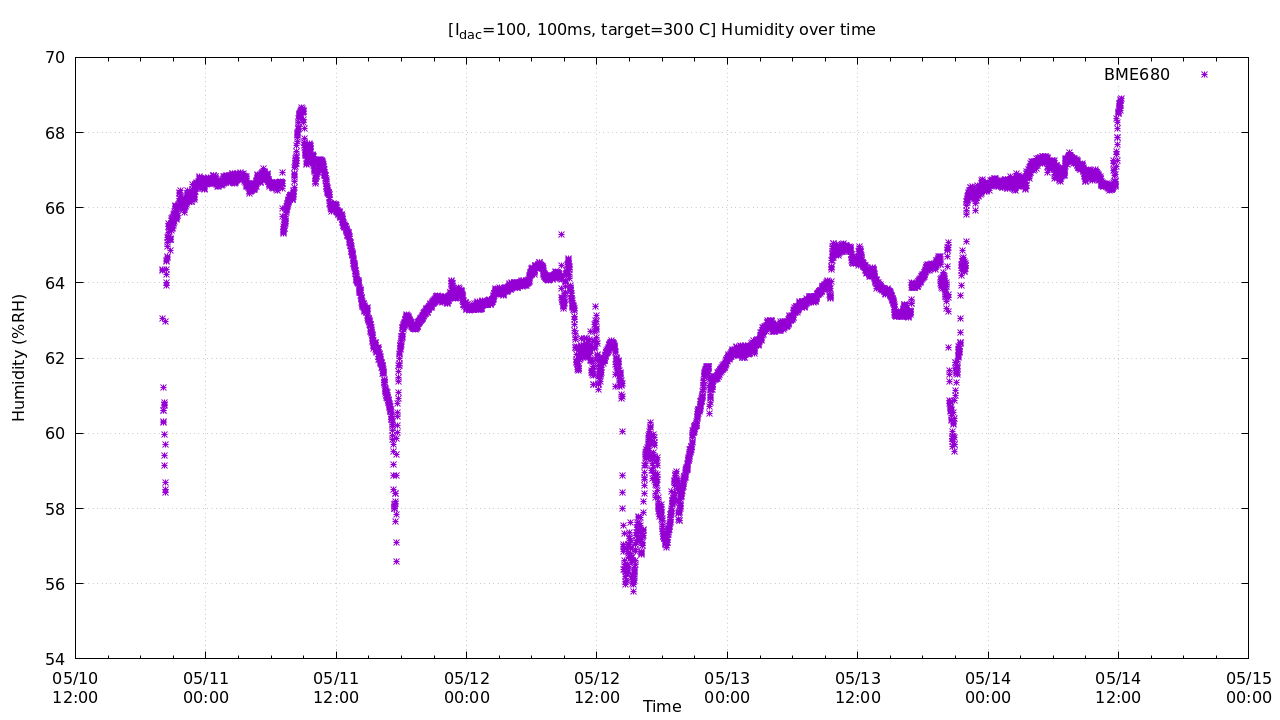 [Idac=100, 100ms, target=300 C] Humidity over time
BME680
Humidity (%RH)
70
68
66
64
62
60
58
56
54
05/10 05/11 05/11 05/12 05/12 05/13 05/13 05/14 05/14 05/15
12:00 00:00 12:00 00:00 12:00 00:00 12:00 00:00 12:00 00:00
Time